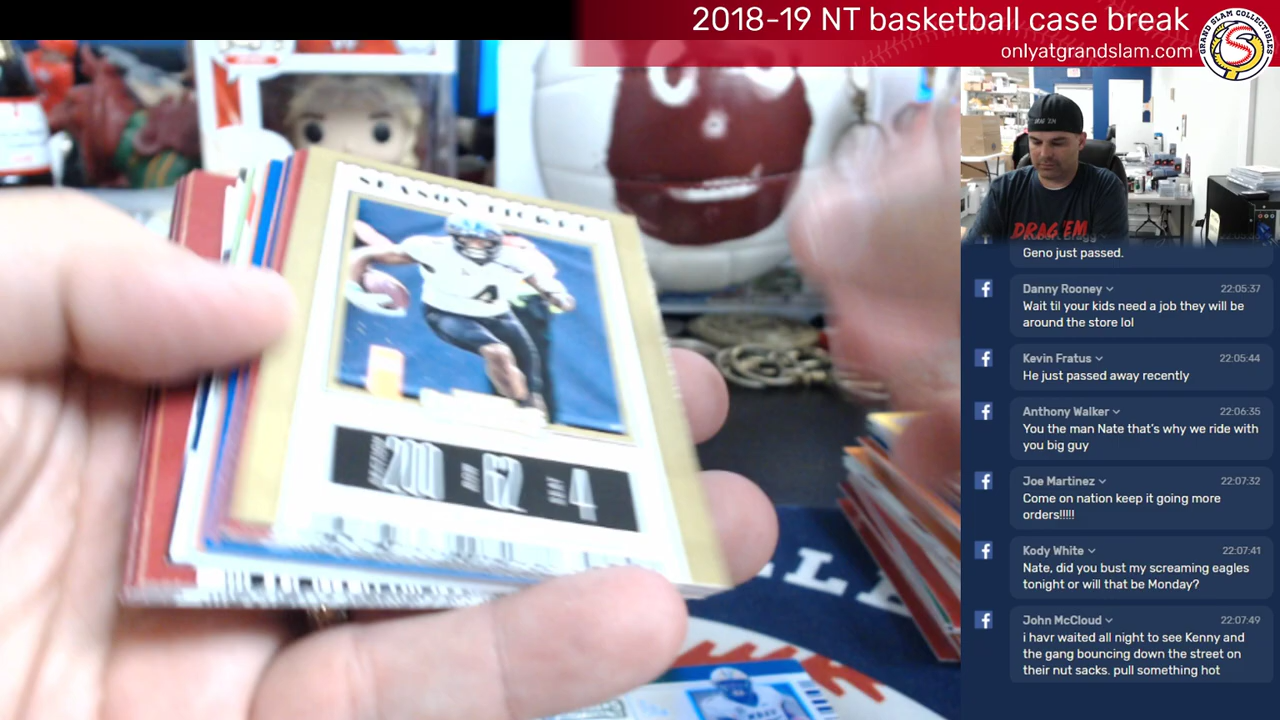 2018-19 NT basketball case break
onlyatgrandslam.com
GRAND SLAM COLLECTIBLES
DRAG'EM
SEASON TICKET
200 62 4
4
Geno just passed.
Danny Rooney 22:05:37
Wait til your kids need a job they will be
around the store lol
Kevin Fratus 22:05:44
He just passed away recently
Anthony Walker 22:06:35
You the man Nate that's why we ride with
you big guy
Joe Martinez 22:07:32
Come on nation keep it going more
orders!!!!!
Kody White 22:07:41
Nate, did you bust my screaming eagles
tonight or will that be Monday?
John McCloud 22:07:49
i havr waited all night to see Kenny and
the gang bouncing down the street on
their nut sacks. pull something hot